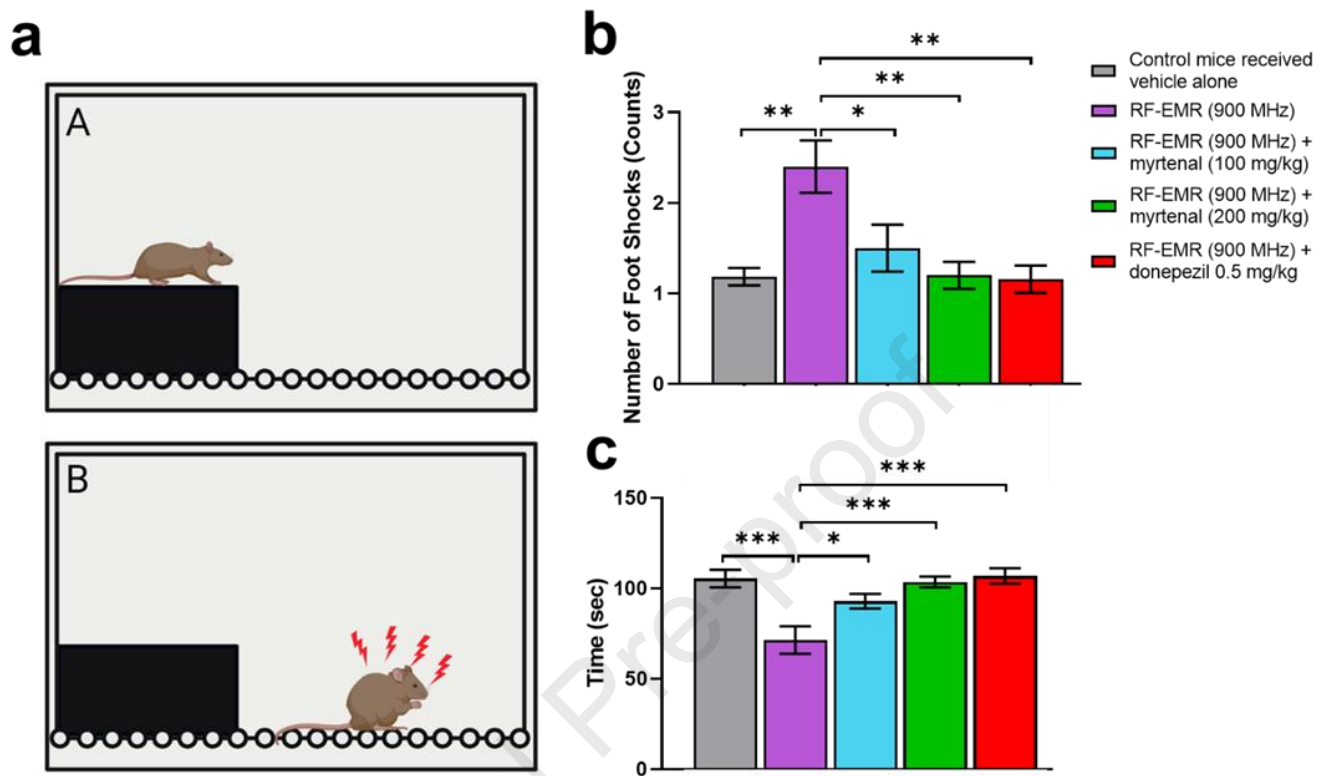 a
A
B
b
Number of Foot Shocks (Counts)
3
2
1
0
**
*
**
**
Control mice received
vehicle alone
RF-EMR (900 MHz)
RF-EMR (900 MHz) +
myrtenal (100 mg/kg)
RF-EMR (900 MHz) +
myrtenal (200 mg/kg)
RF-EMR (900 MHz) +
donepezil 0.5 mg/kg
c
Time (sec)
150
100
50
0
***
*
***
***
Pre-proof